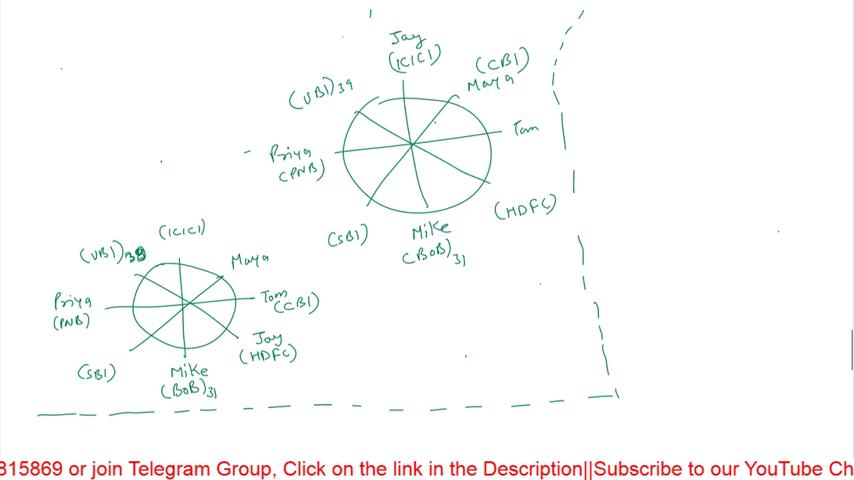 Jay
(ICICI)
(CBI)
Maya
(UBI) 39
Tom
Priya
(PNB)
(HDFC)
(SBI)
Mike
(BOB) 31
(ICICI)
(UBI) 39
Maya
Priya
(PNB)
Tom
(CBI)
Jay
(HDFC)
(SBI)
Mike
(BOB) 31
815869 or join Telegram Group, Click on the link in the Description||Subscribe to our YouTube Ch